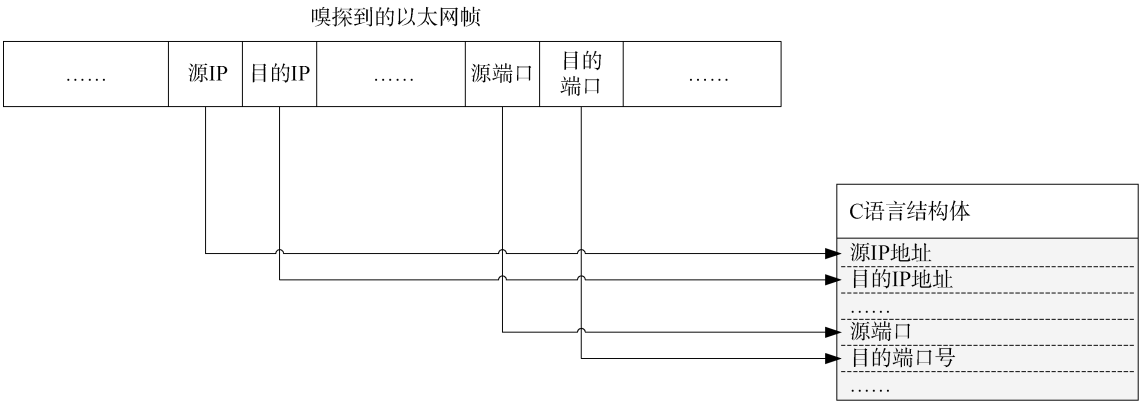 嗅探到的以太网帧
……
源IP
目的IP
……
源端口
目的
端口
……
C语言结构体
源IP地址
目的IP地址
……
源端口
目的端口号
……